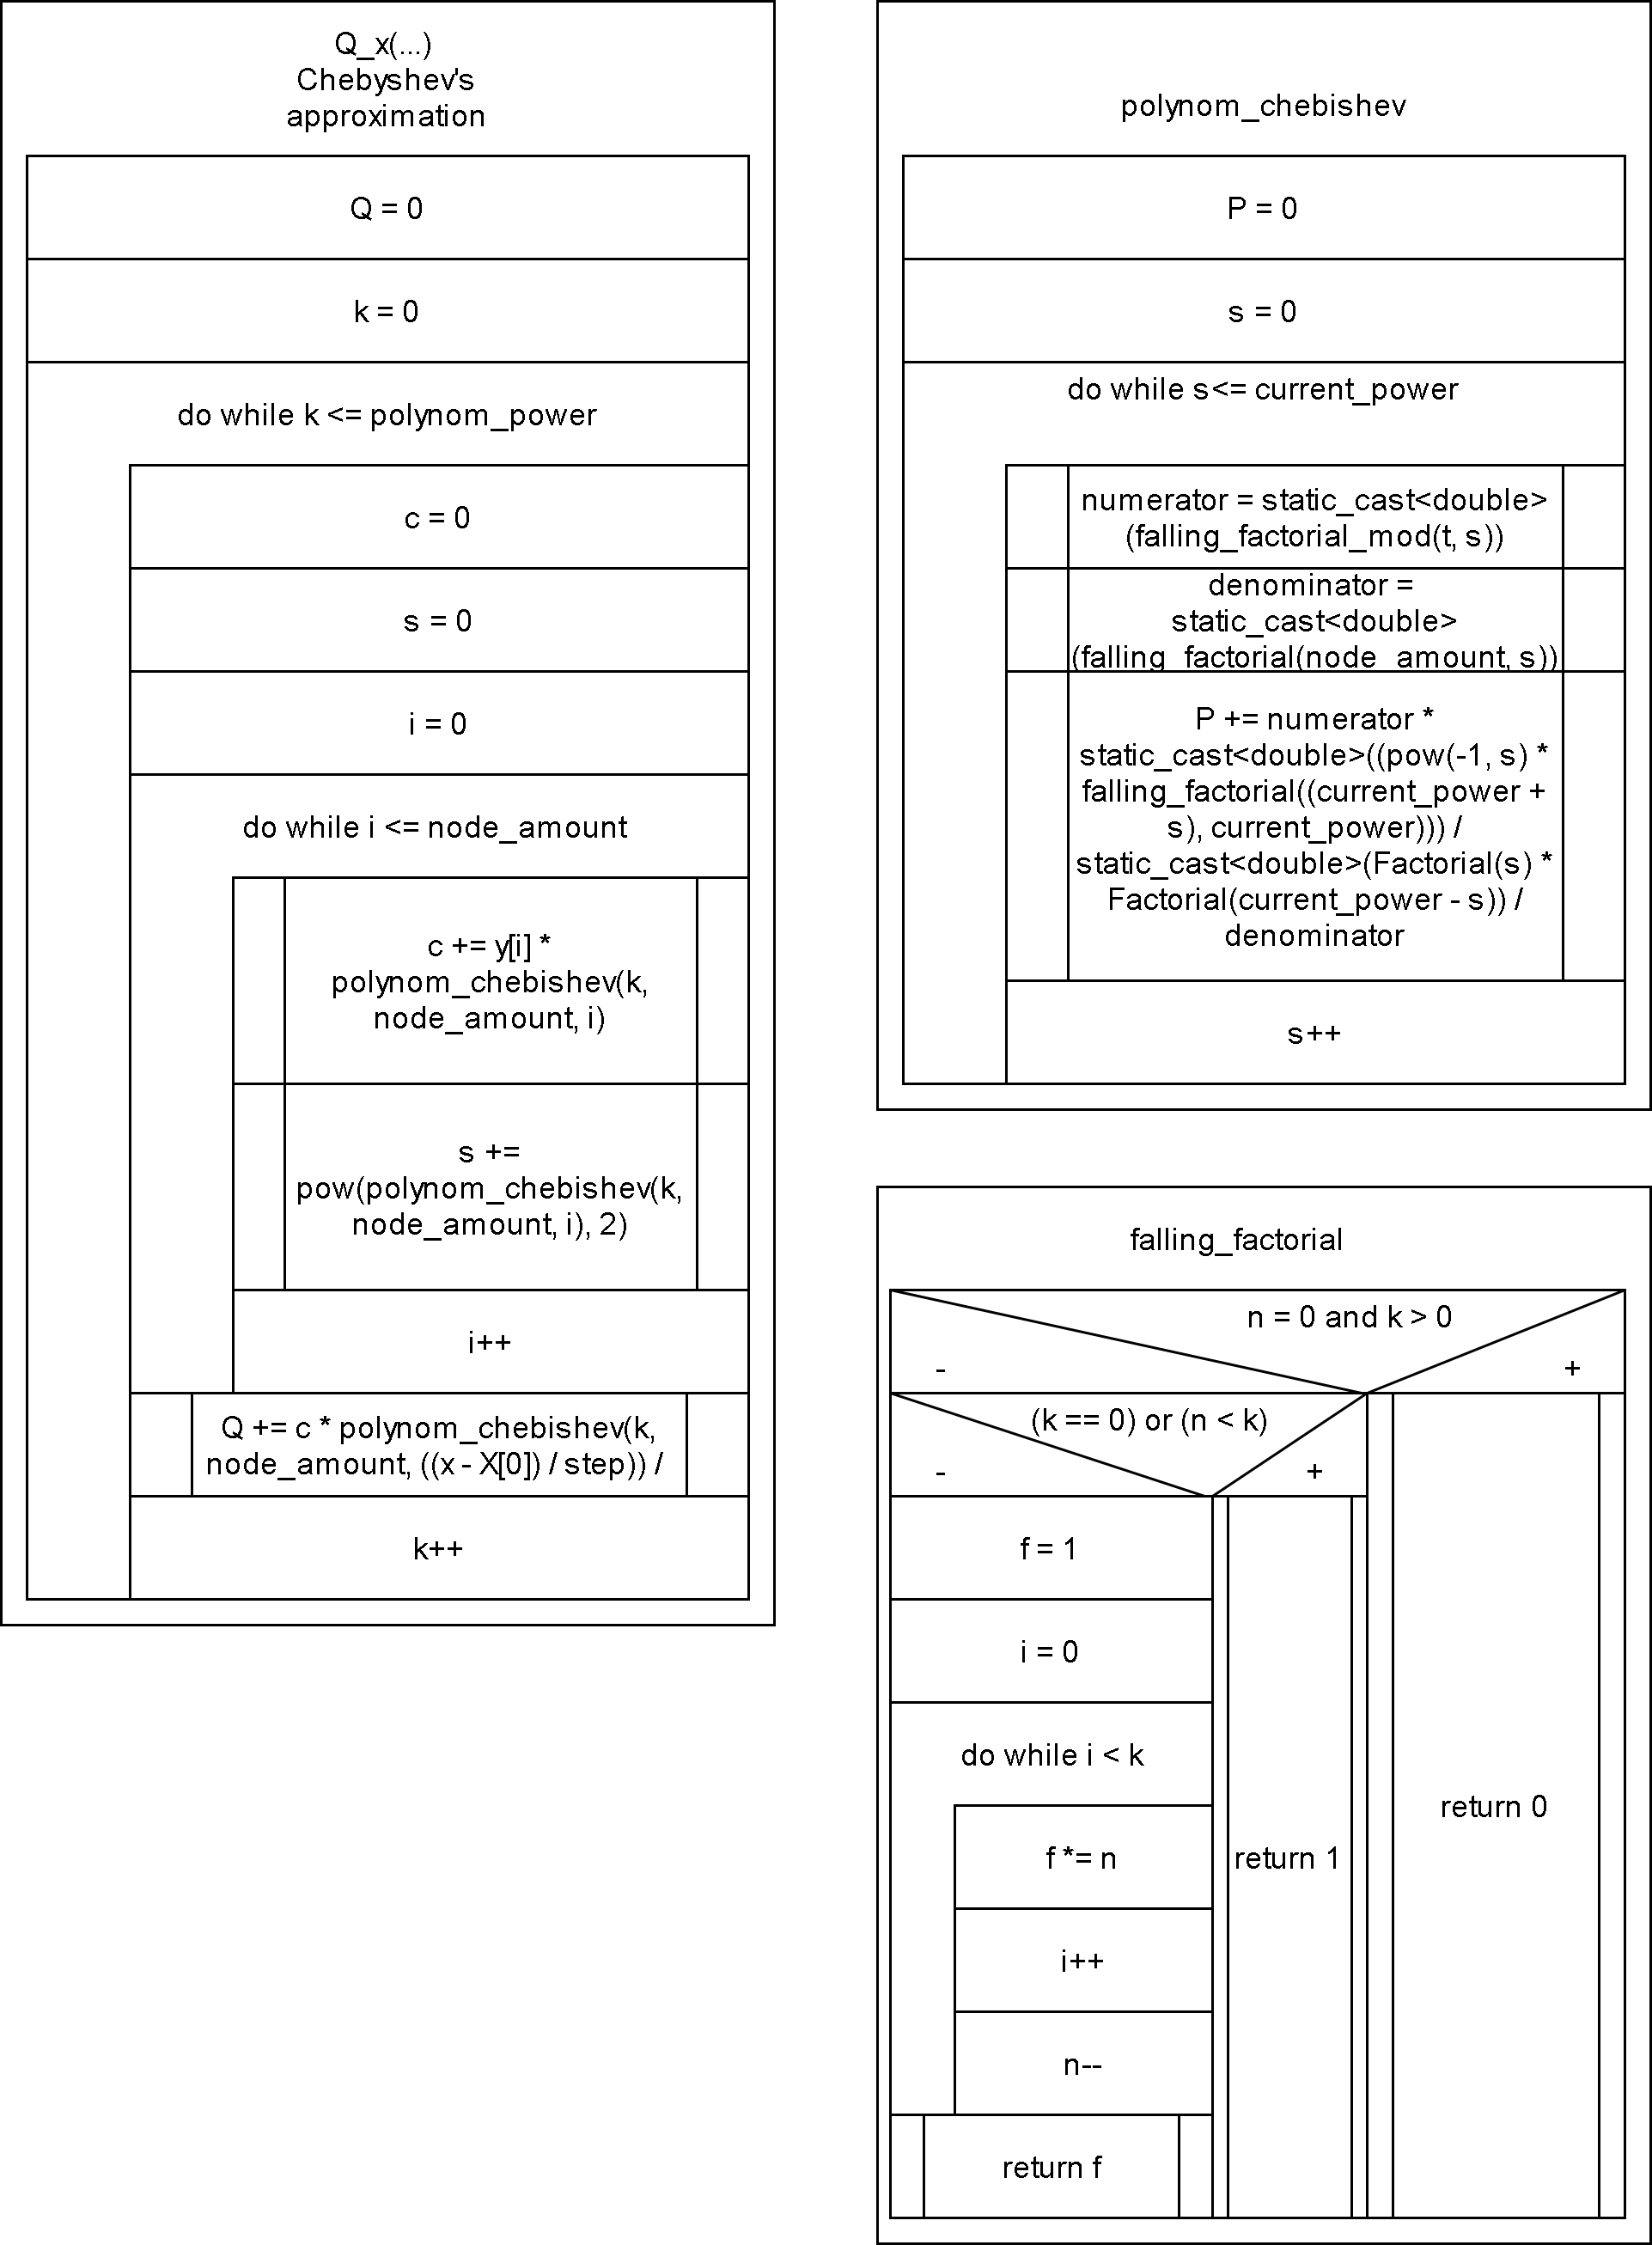 Q_x(...)
Chebyshev's
approximation
Q = 0
k = 0
do while k <= polynom_power
c = 0
s = 0
i = 0
do while i <= node_amount
c += y[i] *
polynom_chebishev(k,
node_amount, i)
s +=
pow(polynom_chebishev(k,
node_amount, i), 2)
i++
Q += c * polynom_chebishev(k,
node_amount, ((x - X[0]) / step)) /
k++
polynom_chebishev
P = 0
s = 0
do while s<= current_power
numerator = static_cast<double>
(falling_factorial_mod(t, s))
denominator =
static_cast<double>
(falling_factorial(node_amount, s))
P += numerator *
static_cast<double>((pow(-1, s) *
falling_factorial((current_power +
s), current_power))) /
static_cast<double>(Factorial(s) *
Factorial(current_power - s)) /
denominator
s++
falling_factorial
n = 0 and k > 0
-
+
(k == 0) or (n < k)
-
+
f = 1
i = 0
do while i < k
f *= n
i++
n--
return f
return 1
return 0